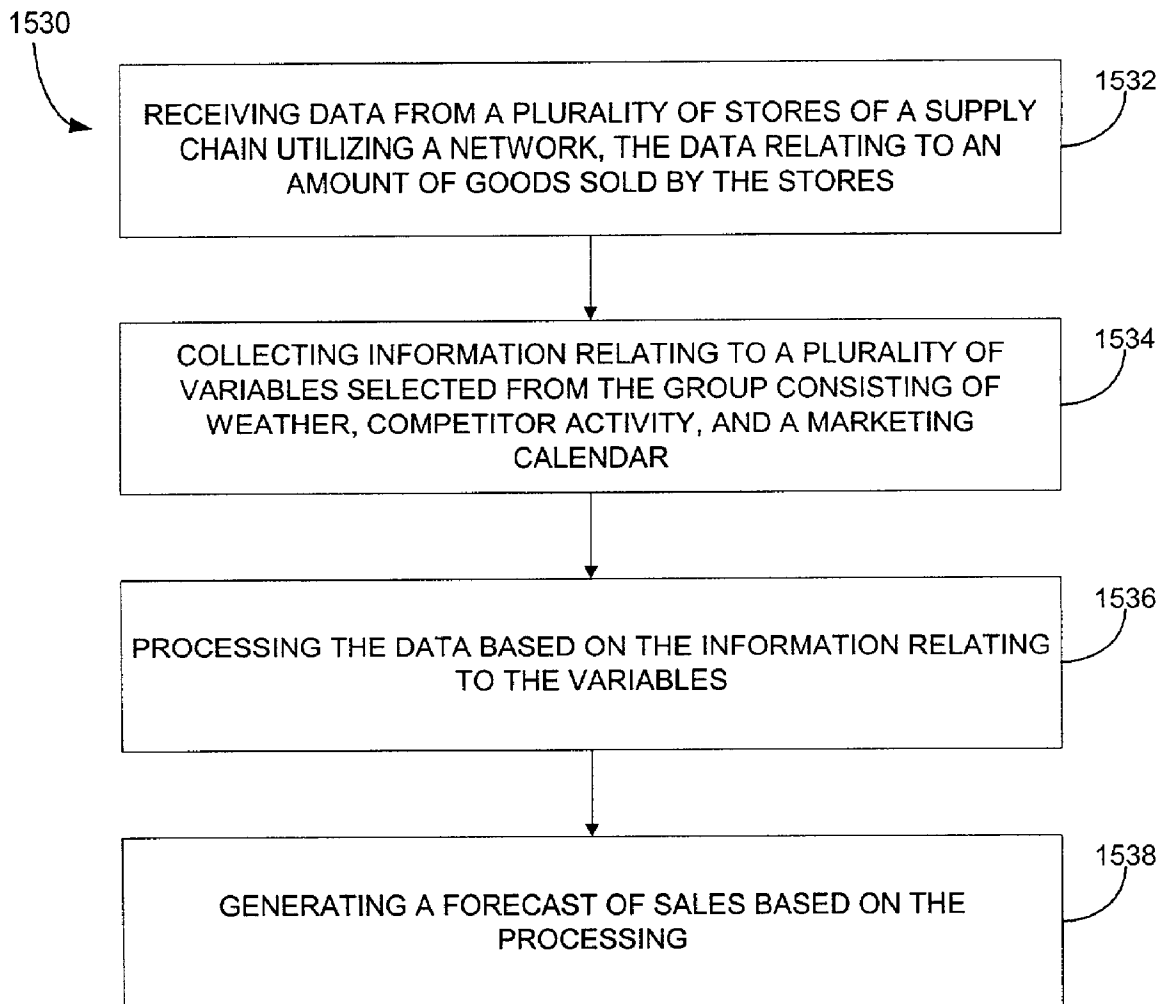 1530
1532
RECEIVING DATA FROM A PLURALITY OF STORES OF A SUPPLY
CHAIN UTILIZING A NETWORK, THE DATA RELATING TO AN
AMOUNT OF GOODS SOLD BY THE STORES
1534
COLLECTING INFORMATION RELATING TO A PLURALITY OF
VARIABLES SELECTED FROM THE GROUP CONSISTING OF
WEATHER, COMPETITOR ACTIVITY, AND A MARKETING
CALENDAR
1536
PROCESSING THE DATA BASED ON THE INFORMATION RELATING
TO THE VARIABLES
1538
GENERATING A FORECAST OF SALES BASED ON THE
PROCESSING